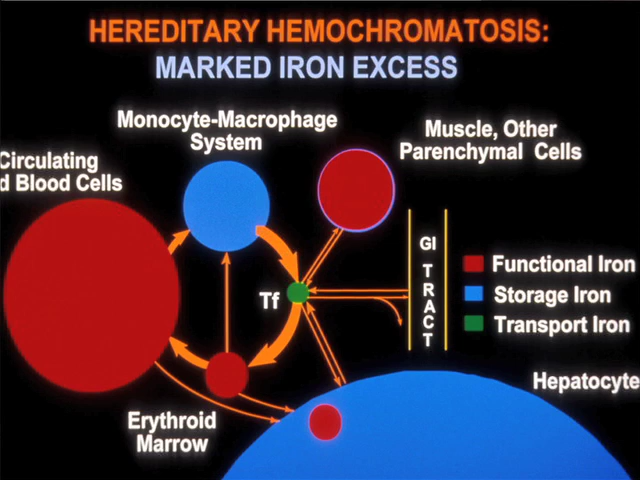 HEREDITARY HEMOCHROMATOSIS:
MARKED IRON EXCESS
Monocyte-Macrophage
System
Muscle, Other
Parenchymal Cells
Circulating
d Blood Cells
GI
TRACT
Tf
Functional Iron
Storage Iron
Transport Iron
Hepatocyte
Erythroid
Marrow